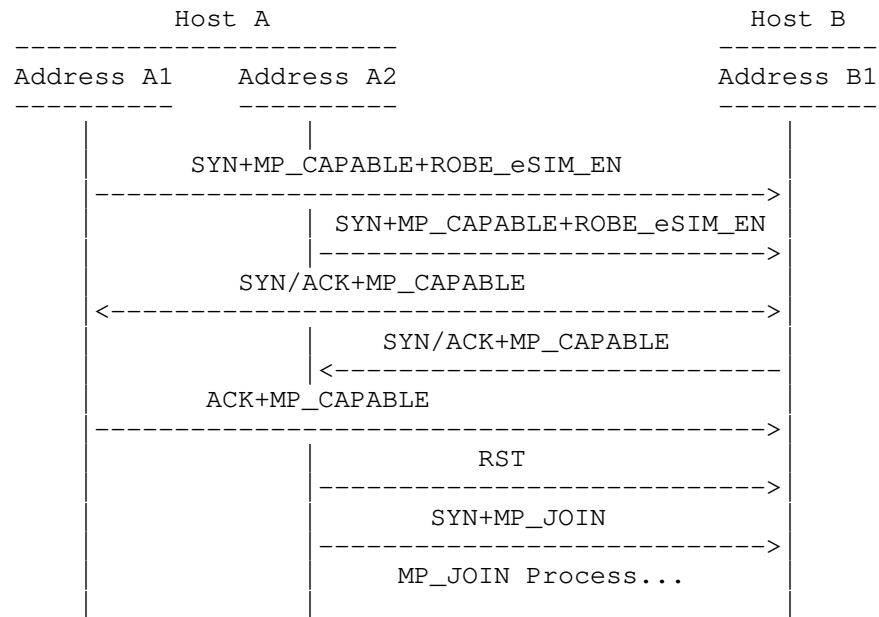 Host A Host B
Address A1 Address A2 Address B1
SYN+MP_CAPABLE+ROBE_eSIM_EN
SYN+MP_CAPABLE+ROBE_eSIM_EN
SYN/ACK+MP_CAPABLE
SYN/ACK+MP_CAPABLE
ACK+MP_CAPABLE
RST
SYN+MP_JOIN
MP_JOIN Process...